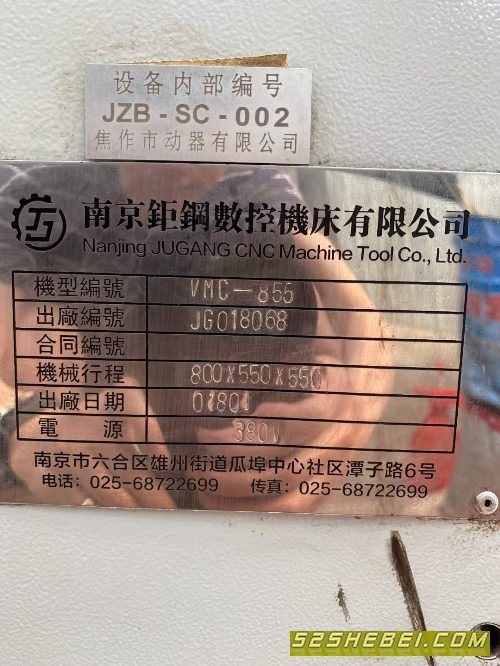 设备内部编号
JZB-SC-002
焦作市动器有限公司
南京鉅鋼數控機床有限公司
Nanjing JUGANG CNC Machine Tool Co., Ltd.
機型編號 VMC-855
出廠編號 JG018068
合同編號
機械行程 800X550X550
出廠日期
電源 380V
南京市六合区雄州街道瓜埠中心社区潭子路6号
电话: 025-68722699 传真: 025-68722699
52SHEBEI.COM